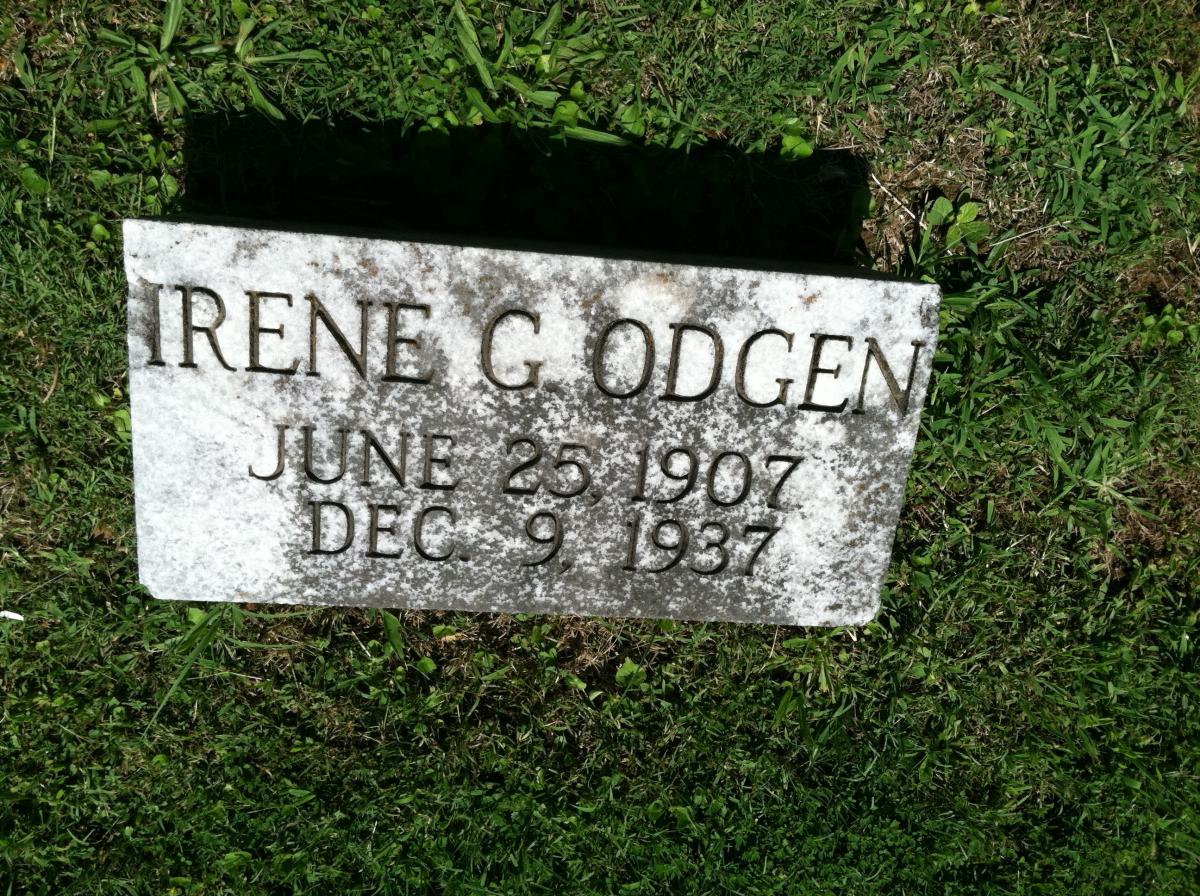 IRENE G. ODGEN
JUNE 25, 1907
DEC. 9, 1937